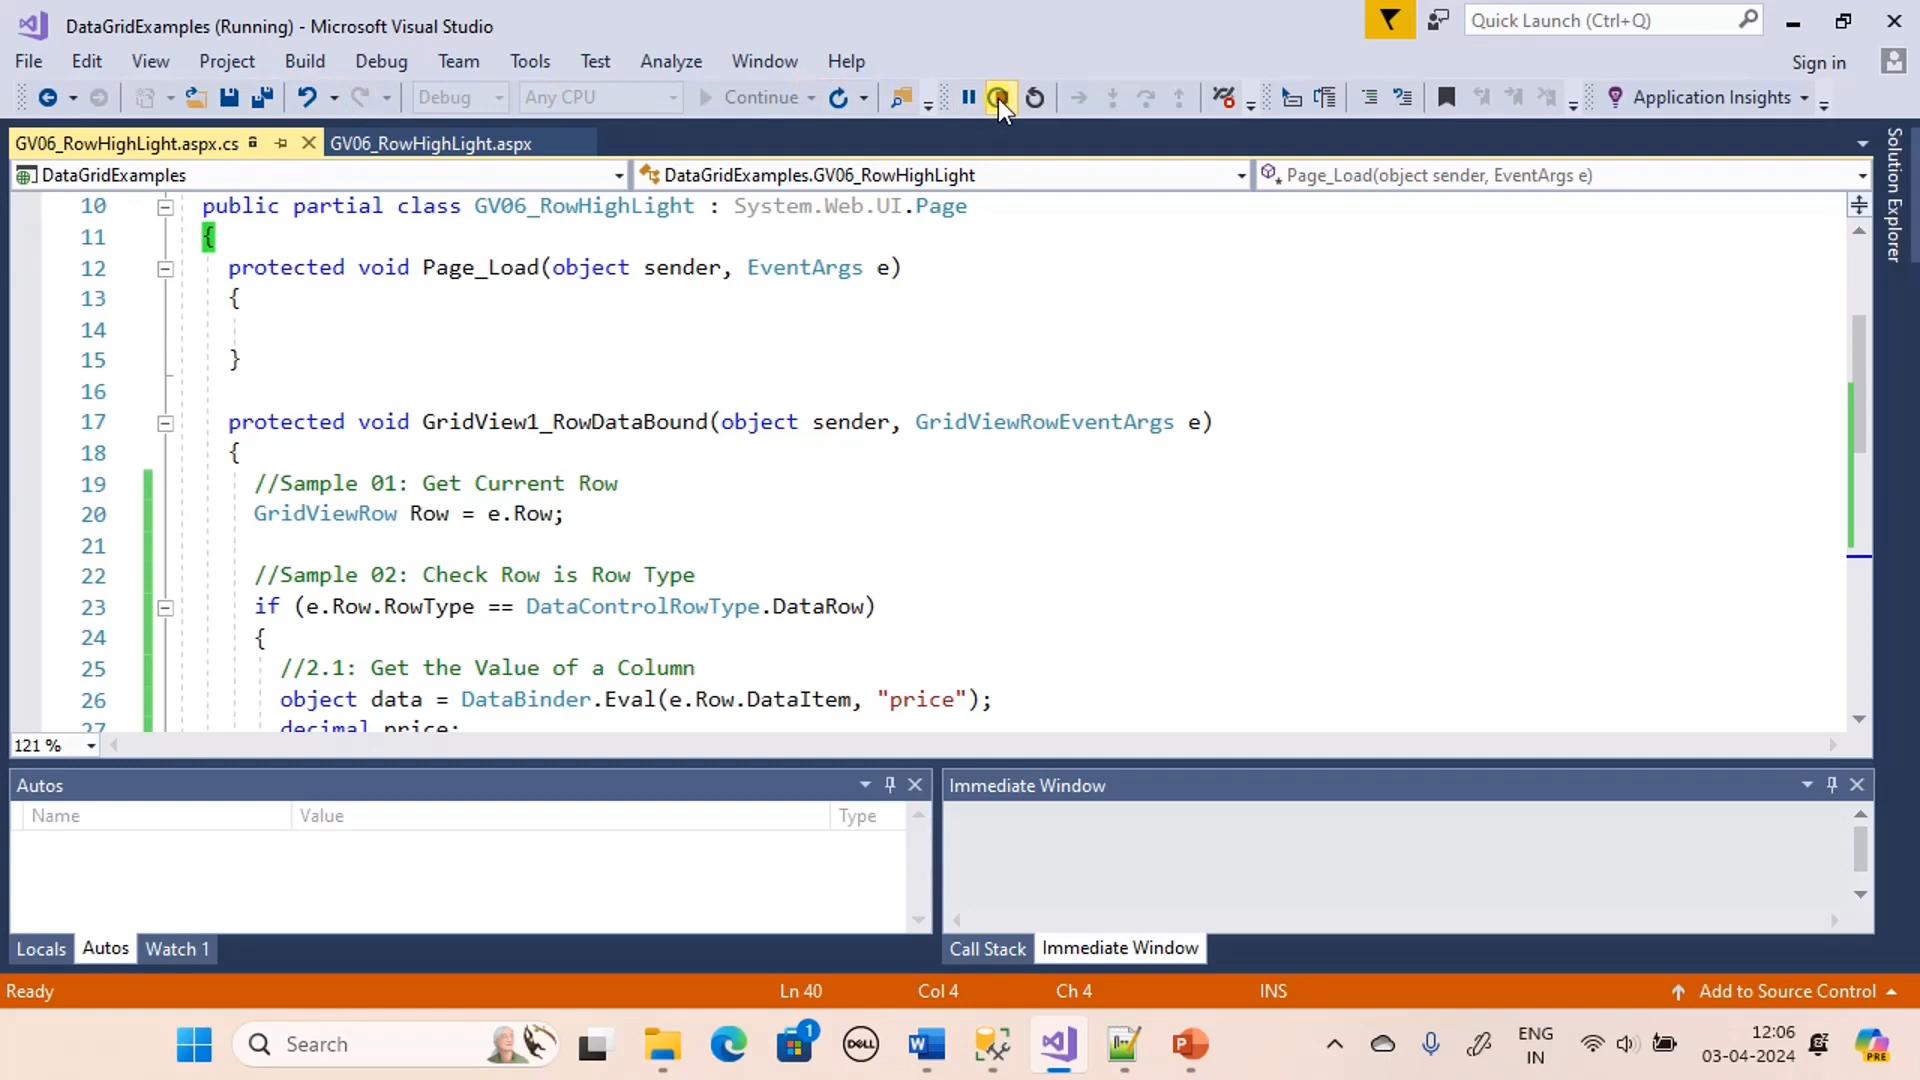 DataGridExamples (Running) - Microsoft Visual Studio
Quick Launch (Ctrl+Q)
File Edit View Project Build Debug Team Tools Test Analyze Window Help
Sign in
Debug Any CPU Continue Application Insights
GV06_RowHighLight.aspx.cs GV06_RowHighLight.aspx
DataGridExamples DataGridExamples.GV06_RowHighLight Page_Load(object sender, EventArgs e)
Solution Explorer
10 public partial class GV06_RowHighLight : System.Web.UI.Page
11 {
12 protected void Page_Load(object sender, EventArgs e)
13 {
14
15 }
16
17 protected void GridView1_RowDataBound(object sender, GridViewRowEventArgs e)
18 {
19 //Sample 01: Get Current Row
20 GridViewRow Row = e.Row;
21
22 //Sample 02: Check Row is Row Type
23 if (e.Row.RowType == DataControlRowType.DataRow)
24 {
25 //2.1: Get the Value of a Column
26 object data = DataBinder.Eval(e.Row.DataItem, "price");
27 decimal price;
121 %
Autos
Name Value Type
Locals Autos Watch 1
Immediate Window
Call Stack Immediate Window
Ready Ln 40 Col 4 Ch 4 INS Add to Source Control
Search
1
DELL
ENG
IN
12:06
03-04-2024
PRE